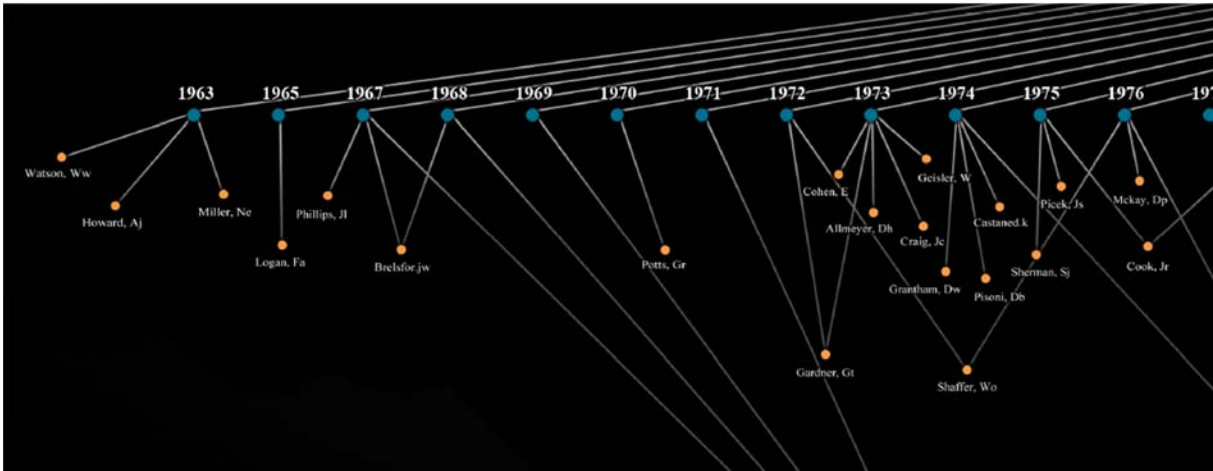 1963
1965
1967
1968
1969
1970
1971
1972
1973
1974
1975
1976
197
Watson, Ww
Howard, Aj
Miller, Ne
Logan, Fa
Phillips, Jl
Brelsfor.jw
Potts, Gr
Cohen, E
Geisler, W
Allmeyer, Dh
Craig, Jc
Castaned.k
Picek, Js
Mckay, Dp
Grantham, Dw
Pisoni, Db
Sherman, Sj
Cook, Jr
Gardner, Gt
Shaffer, Wo